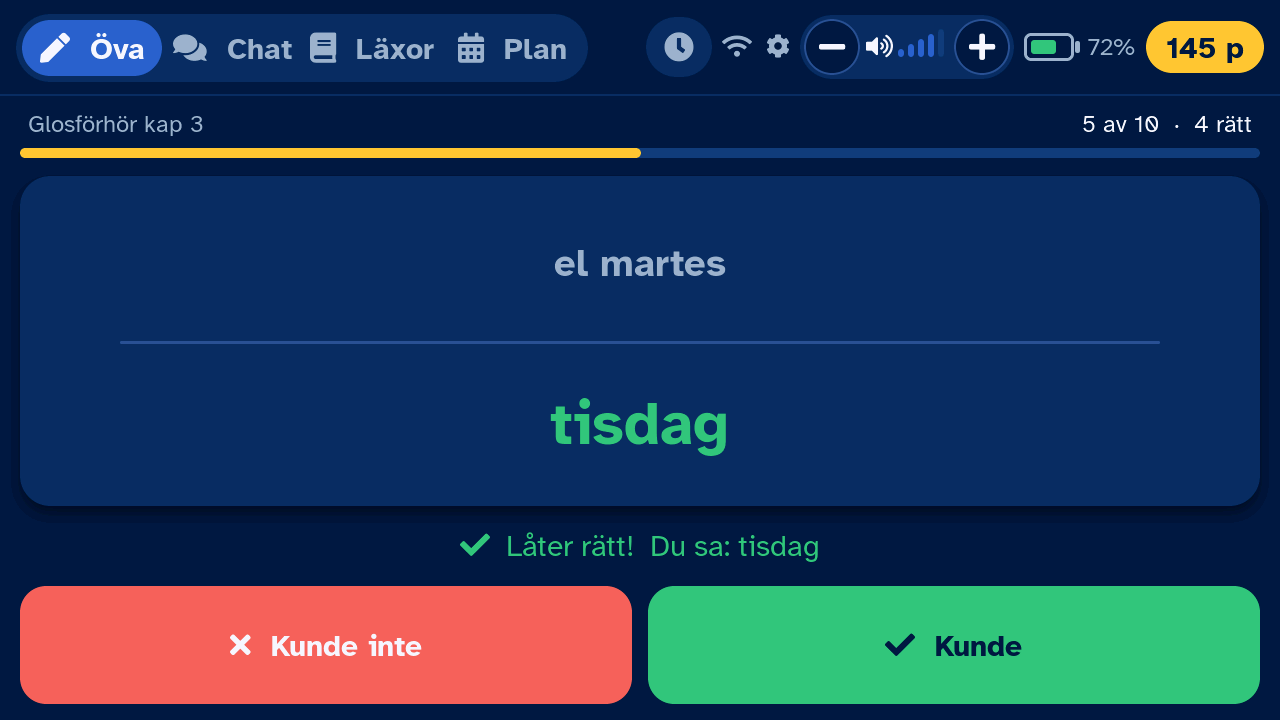 Öva Chat Läxor Plan 72% 145 p
Glosförhör kap 3 5 av 10 · 4 rätt
el martes
tisdag
Låter rätt! Du sa: tisdag
Kunde inte Kunde